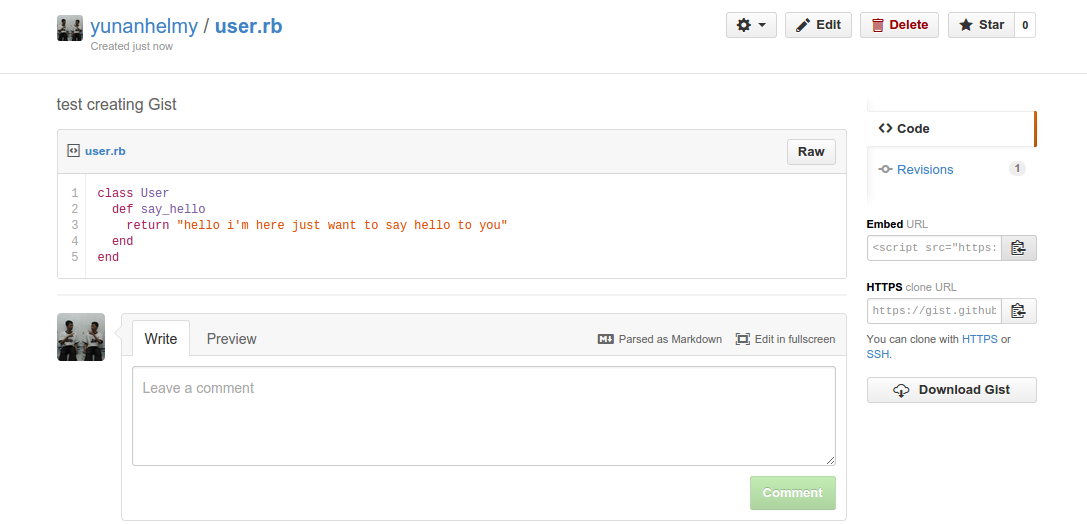 yunanhelmy / user.rb
Created just now
Edit
Delete
Star
0
test creating Gist
user.rb
Raw
1 class User
2   def say_hello
3     return "hello i'm here just want to say hello to you"
4   end
5 end
Code
Revisions
1
Embed URL
<script src="https:
HTTPS clone URL
https://gist.github
You can clone with HTTPS or
SSH.
Download Gist
Write
Preview
Parsed as Markdown
Edit in fullscreen
Leave a comment
Comment